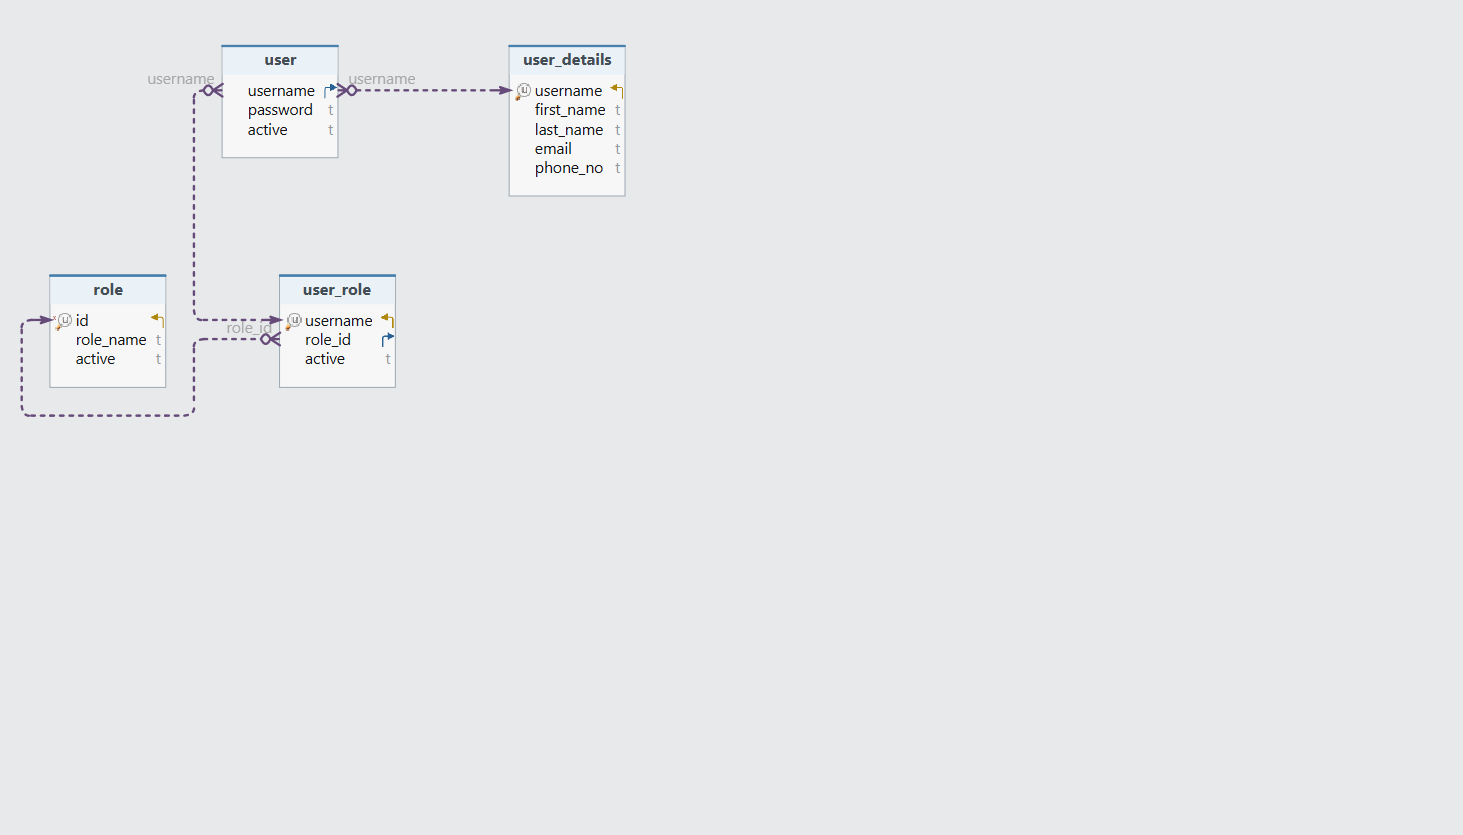 user
username
username
username
password t
active t
user_details
u username
first_name t
last_name t
email t
phone_no t
role
u id
role_name t
active t
user_role
u username
role_id
role_id
active t